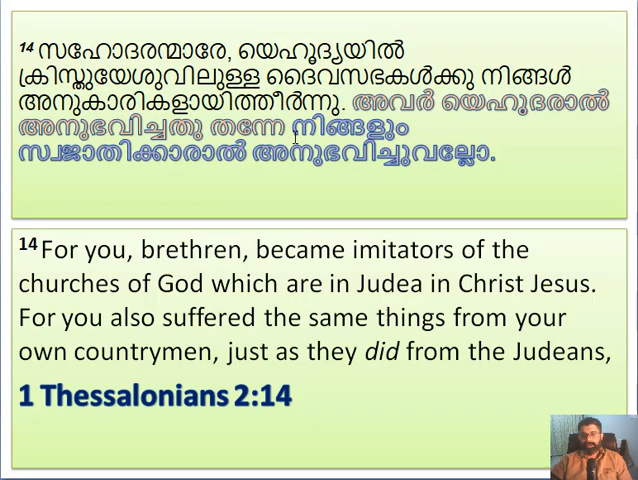 14 സഹോദരന്മാരേ, യെഹൂദ്യയിൽ
ക്രിസ്തുയേശുവിലുള്ള ദൈവസഭകൾക്കു നിങ്ങൾ
അനുകാരികളായിത്തീർന്നു. അവർ യെഹൂദരാൽ
അനുഭവിച്ചതു തന്നേ നിങ്ങളും
സ്വജാതിക്കാരാൽ അനുഭവിച്ചുവല്ലോ.
14 For you, brethren, became imitators of the
churches of God which are in Judea in Christ Jesus.
For you also suffered the same things from your
own countrymen, just as they did from the Judeans,
1 Thessalonians 2:14